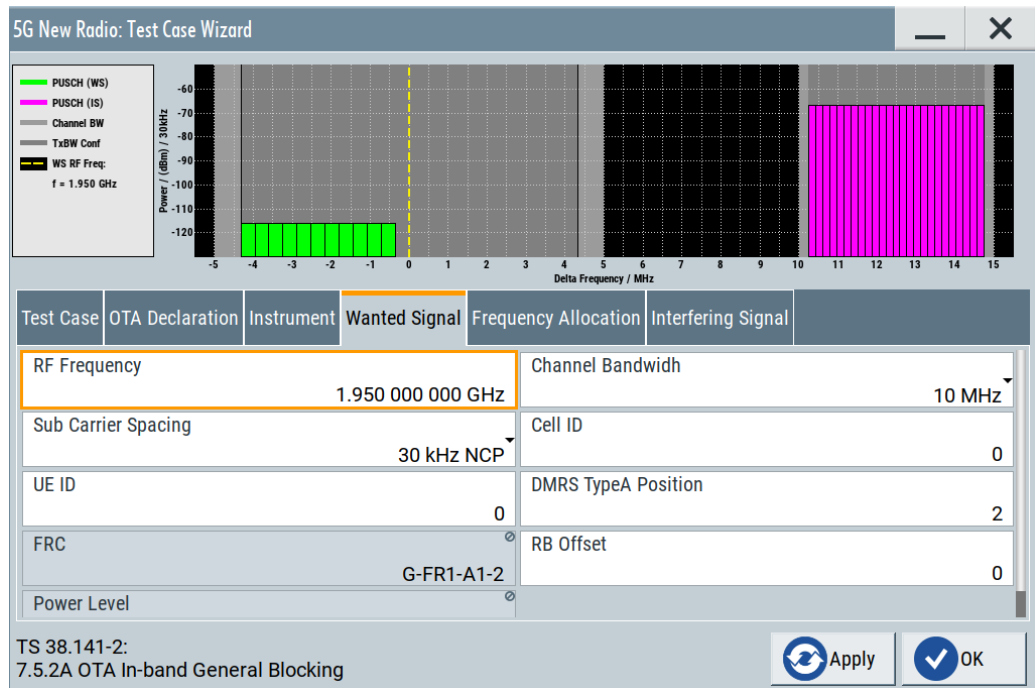 5G New Radio: Test Case Wizard
PUSCH (WS)
PUSCH (IS)
Channel BW
TxBW Conf
WS RF Freq:
f = 1.950 GHz
Power / (dBm) / 30kHz
-60
-70
-80
-90
-100
-110
-120
-5 -4 -3 -2 -1 0 1 2 3 4 5 6 7 8 9 10 11 12 13 14 15
Delta Frequency / MHz
Test Case OTA Declaration Instrument Wanted Signal Frequency Allocation Interfering Signal
RF Frequency
1.950 000 000 GHz
Channel Bandwidh
10 MHz
Sub Carrier Spacing
30 kHz NCP
Cell ID
0
UE ID
0
DMRS TypeA Position
2
FRC
G-FR1-A1-2
RB Offset
0
Power Level
TS 38.141-2:
7.5.2A OTA In-band General Blocking
Apply
OK